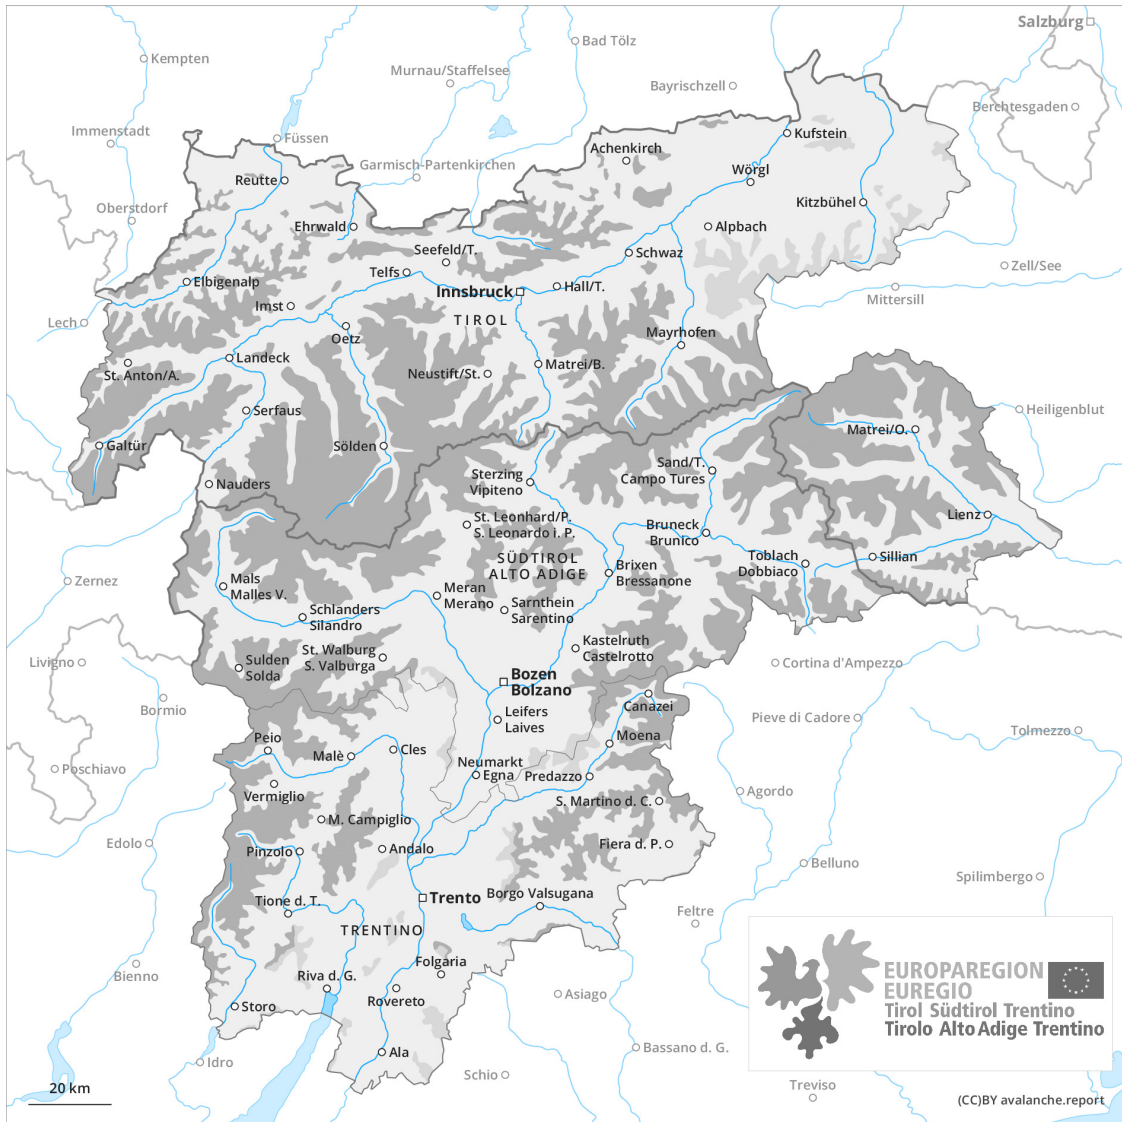 Salzburg
Kempten
Bad Tölz
Murnau/Staffelsee
Bayrischzell
Berchtesgaden
Immenstadt
Füssen
Kufstein
Achenkirch
Garmisch-Partenkirchen
Wörgl
Reutte
Kitzbühel
Oberstdorf
Ehrwald
Alpbach
Seefeld/T.
Schwaz
Zell/See
Telfs
Elbigenalp
Hall/T.
Innsbruck
Mittersill
Imst
TIROL
Lech
Oetz
Mayrhofen
Landeck
Matrei/B.
St. Anton/A.
Neustift/St.
Serfaus
Heiligenblut
Matrei/O.
Galtür
Sölden
Sand/T.
Campo Tures
Sterzing
Vipiteno
Nauders
St. Leonhard/P.
S. Leonardo i. P.
Lienz
Bruneck
Brunico
SÜDTIROL
ALTO ADIGE
Toblach
Dobbiaco
Sillian
Brixen
Bressanone
Zernez
Mals
Malles V.
Meran
Merano
Sarnthein
Sarentino
Schlanders
Silandro
Kastelruth
Castelrotto
St. Walburg
S. Valburga
Livigno
Sulden
Solda
Cortina d'Ampezzo
Bozen
Bolzano
Bormio
Canazei
Leifers
Laives
Pieve di Cadore
Tolmezzo
Moena
Peio
Malè
Cles
Poschiavo
Neumarkt
Egna
Predazzo
Vermiglio
Agordo
S. Martino d. C.
M. Campiglio
Edolo
Pinzolo
Andalo
Fiera d. P.
Belluno
Spilimbergo
Borgo Valsugana
Trento
Tione d. T.
Feltre
TRENTINO
Folgaria
Bienno
Riva d. G.
Rovereto
Asiago
Storo
Bassano d. G.
Ala
Idro
Schio
Treviso
20 km
EUROPAREGION
EUREGIO
Tirol Südtirol Trentino
Tirolo Alto Adige Trentino
(CC)BY avalanche.report